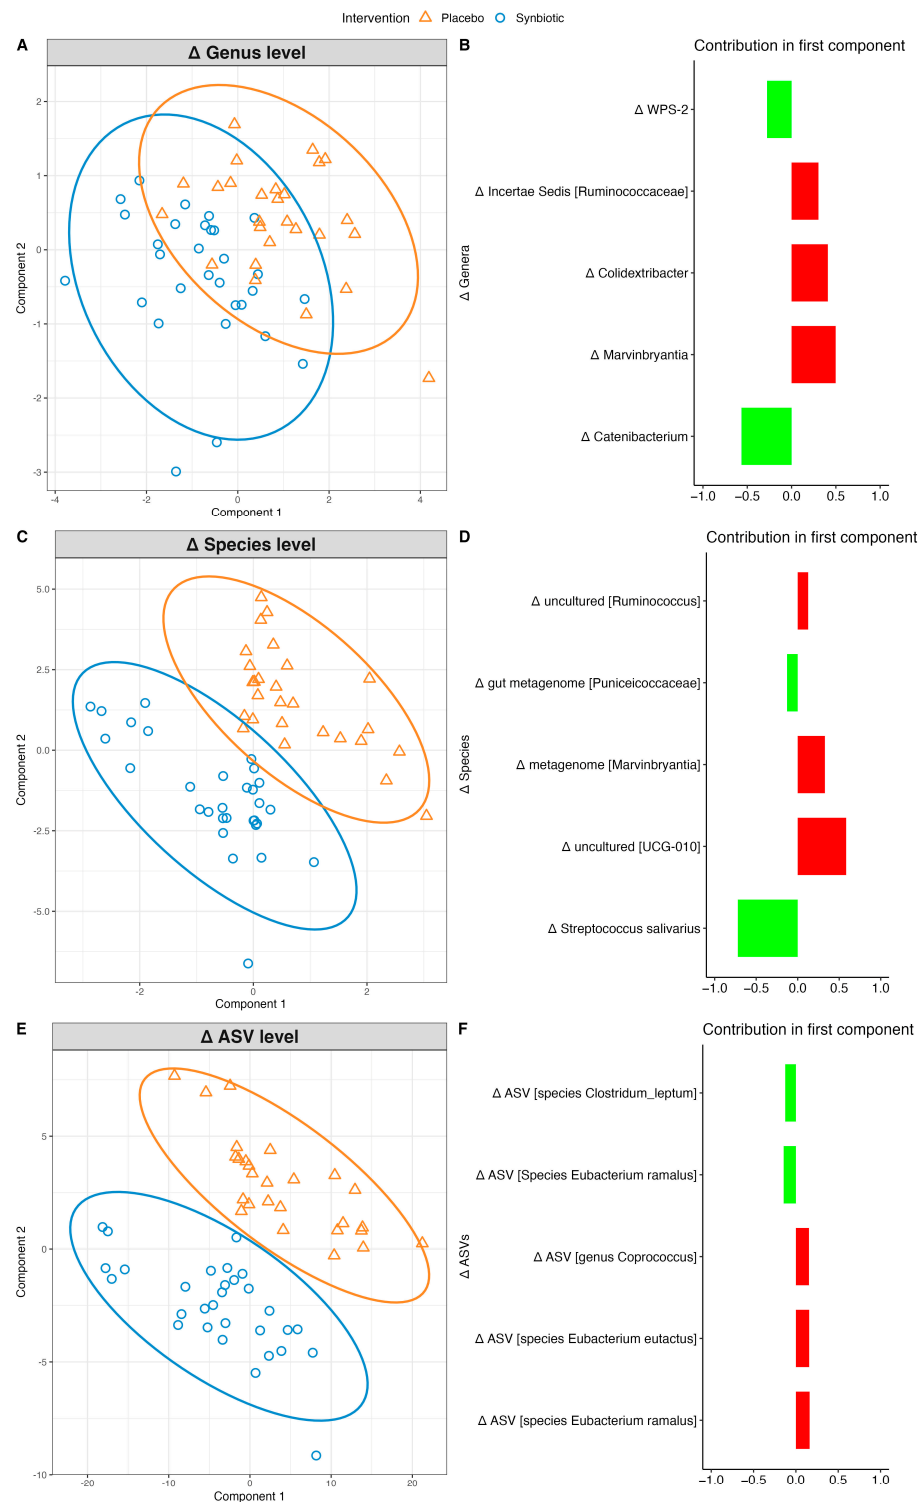 Intervention Placebo Synbiotic
A
Δ Genus level
2
1
0
-1
-2
-3
-4 -2 0 2 4
Component 2
Component 1
B
Contribution in first component
Δ Genera
Δ WPS-2
Δ Incertae Sedis [Ruminococcaceae]
Δ Colidextribacter
Δ Marvinbryantia
Δ Catenibacterium
−1.0 −0.5 0.0 0.5 1.0
C
Δ Species level
5.0
2.5
0.0
-2.5
-5.0
-2 0 2
Component 2
Component 1
D
Contribution in first component
Δ Species
Δ uncultured [Ruminococcus]
Δ gut metagenome [Puniceicoccaceae]
Δ metagenome [Marvinbryantia]
Δ uncultured [UCG-010]
Δ Streptococcus salivarius
−1.0 −0.5 0.0 0.5 1.0
E
Δ ASV level
5
0
-5
-10
-20 -10 0 10 20
Component 2
Component 1
F
Contribution in first component
Δ ASVs
Δ ASV [species Clostridum_leptum]
Δ ASV [Species Eubacterium ramalus]
Δ ASV [genus Coprococcus]
Δ ASV [species Eubacterium eutactus]
Δ ASV [species Eubacterium ramalus]
−1.0 −0.5 0.0 0.5 1.0